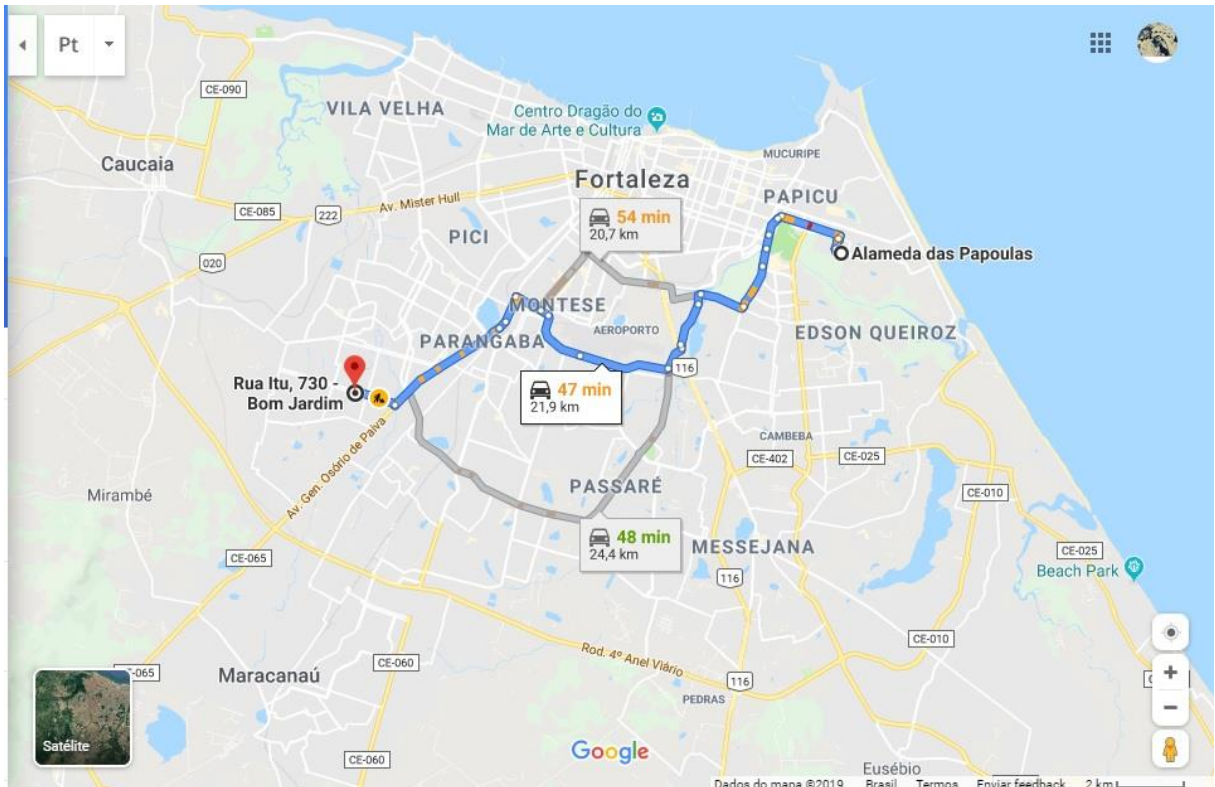 Pt
CE-090
VILA VELHA
Centro Dragão do
Mar de Arte e Cultura
MUCURIPE
Caucaia
Fortaleza
PAPICU
CE-085
222
Av. Mister Hull
54 min
20,7 km
PICI
Alameda das Papoulas
020
MONTESE
AEROPORTO
EDSON QUEIROZ
PARANGABA
116
Rua Itu, 730 -
Bom Jardim
47 min
21,9 km
Av. Gen. Osório de Paiva
CAMBEBA
CE-402
CE-025
PASSARÉ
Mirambé
CE-010
48 min
24,4 km
MESSEJANA
CE-065
CE-025
Beach Park
116
CE-010
Rod. 4º Anel Viário
CE-060
-065
Maracanaú
116
PEDRAS
Satélite
Google
CE-060
Eusébio
Dados do mapa ©2019 Brasil Termos Enviar feedback 2 km